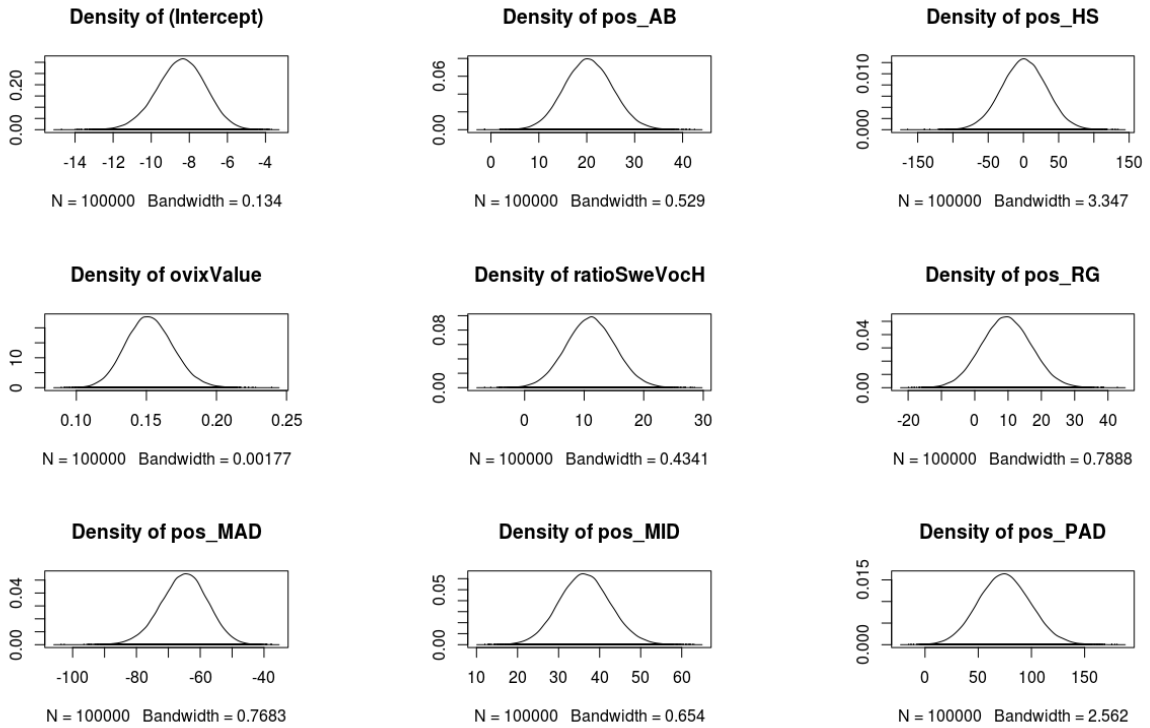 Density of (Intercept) Density of pos_AB Density of pos_HS
0.00 0.20 0.00 0.06 0.000 0.010
-14 -12 -10 -8 -6 -4 0 10 20 30 40 -150 -50 0 50 150
N = 100000 Bandwidth = 0.134 N = 100000 Bandwidth = 0.529 N = 100000 Bandwidth = 3.347
Density of ovixValue Density of ratioSweVocH Density of pos_RG
0 10 0.00 0.08 0.00 0.04
0.10 0.15 0.20 0.25 0 10 20 30 -20 0 10 20 30 40
N = 100000 Bandwidth = 0.00177 N = 100000 Bandwidth = 0.4341 N = 100000 Bandwidth = 0.7888
Density of pos_MAD Density of pos_MID Density of pos_PAD
0.00 0.04 0.00 0.05 0.000 0.015
-100 -80 -60 -40 10 20 30 40 50 60 0 50 100 150
N = 100000 Bandwidth = 0.7683 N = 100000 Bandwidth = 0.654 N = 100000 Bandwidth = 2.562